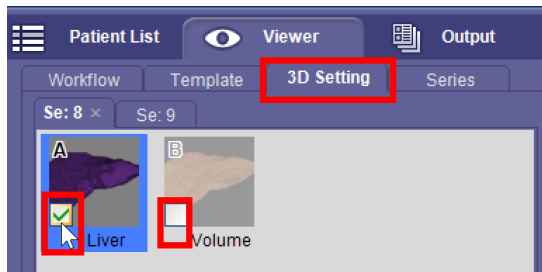 Patient List Viewer Output
Workflow Template 3D Setting Series
Se: 8 × Se: 9
A B
Liver Volume